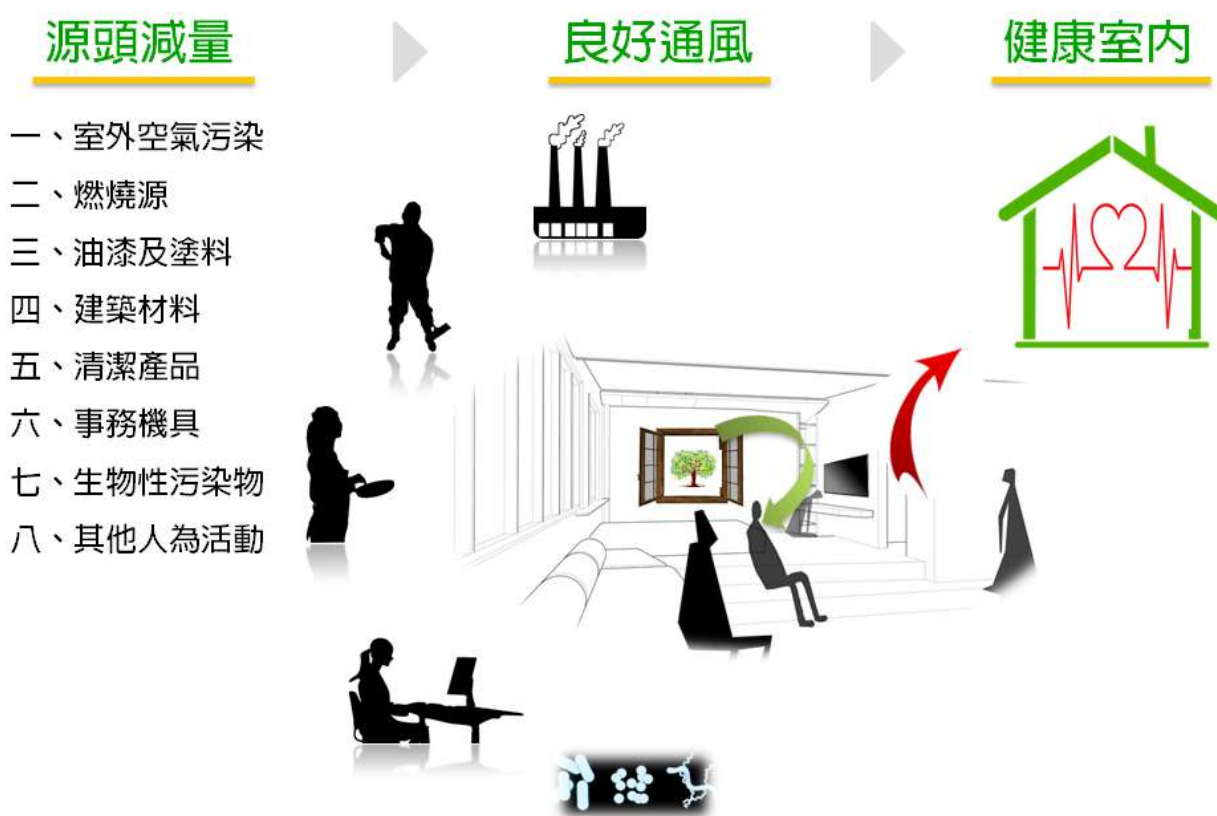 源頭減量
良好通風
健康室內
一、室外空氣污染
二、燃燒源
三、油漆及塗料
四、建築材料
五、清潔產品
六、事務機具
七、生物性污染物
八、其他人為活動